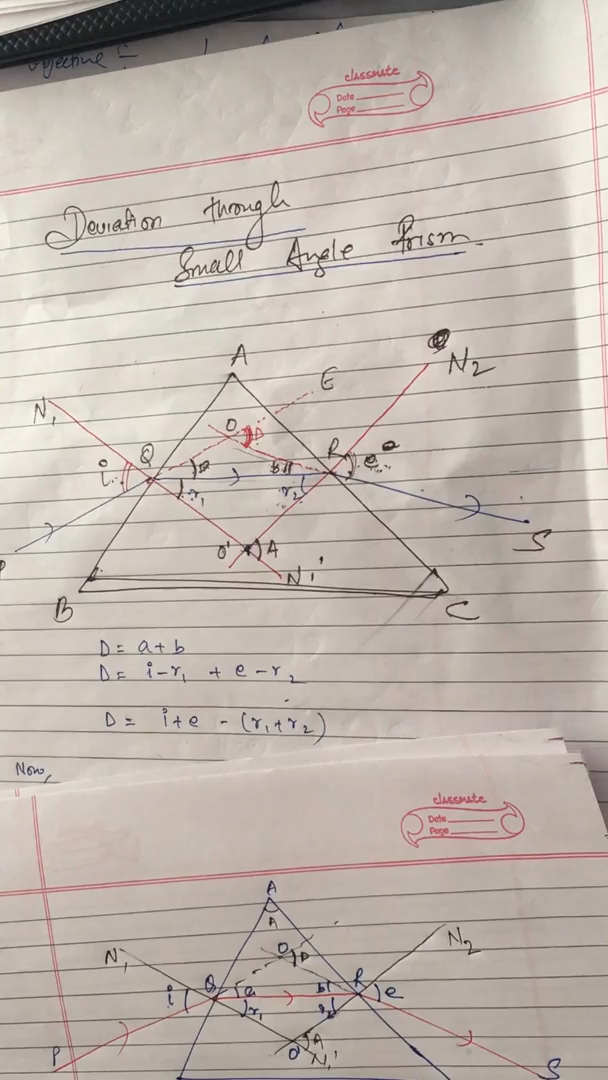 Objective :-
classmate
Date
Page
Deviation through
Small Angle Prism.
A
E
N2
N1
O
D
Q
R
i
a
b
e
r1
r2
P
O'
A
N1'
S
B
C
D = a+b
D = i-r1 + e-r2
D = i+e - (r1+r2)
Now,
classmate
Date
Page
A
A
N1
N2
O
D
Q
R
i
a
b
e
r1
r2
P
O'
A
N1'
S